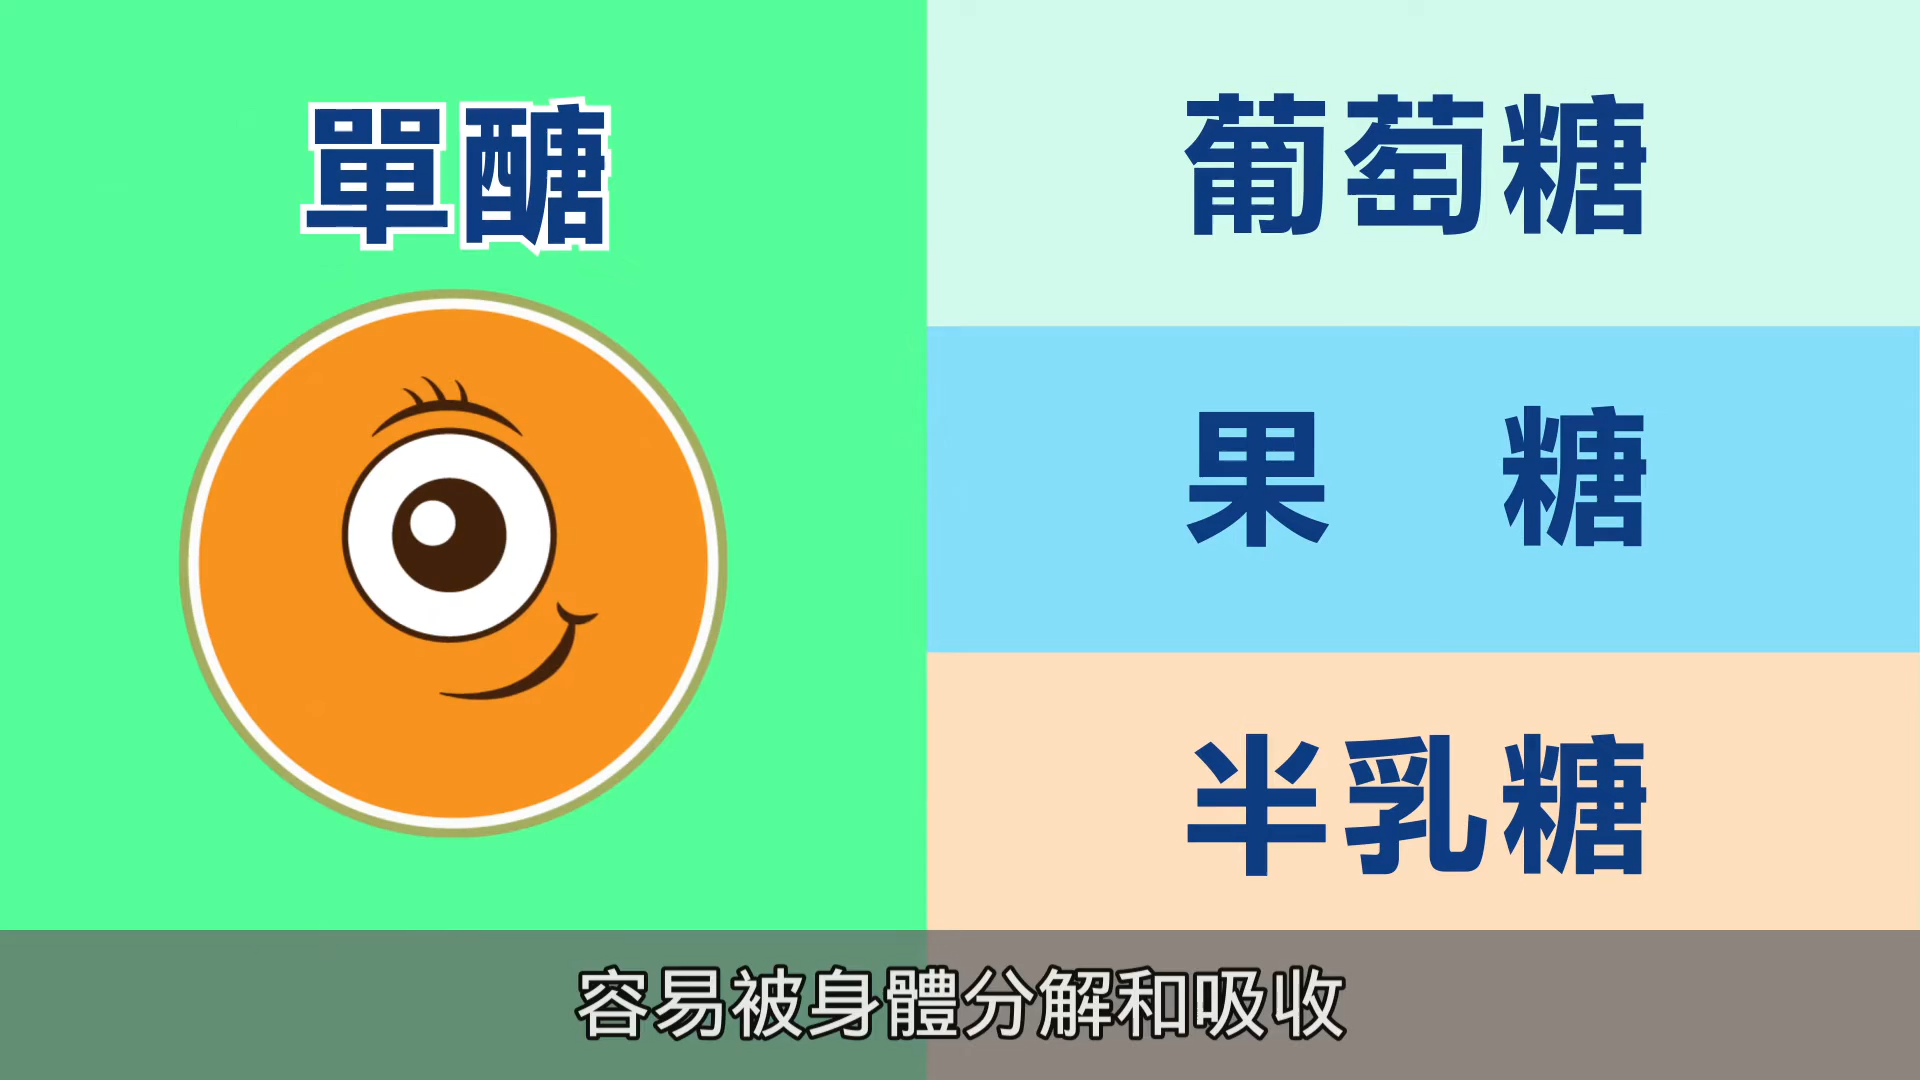 單醣
葡萄糖
果 糖
半乳糖
容易被身體分解和吸收